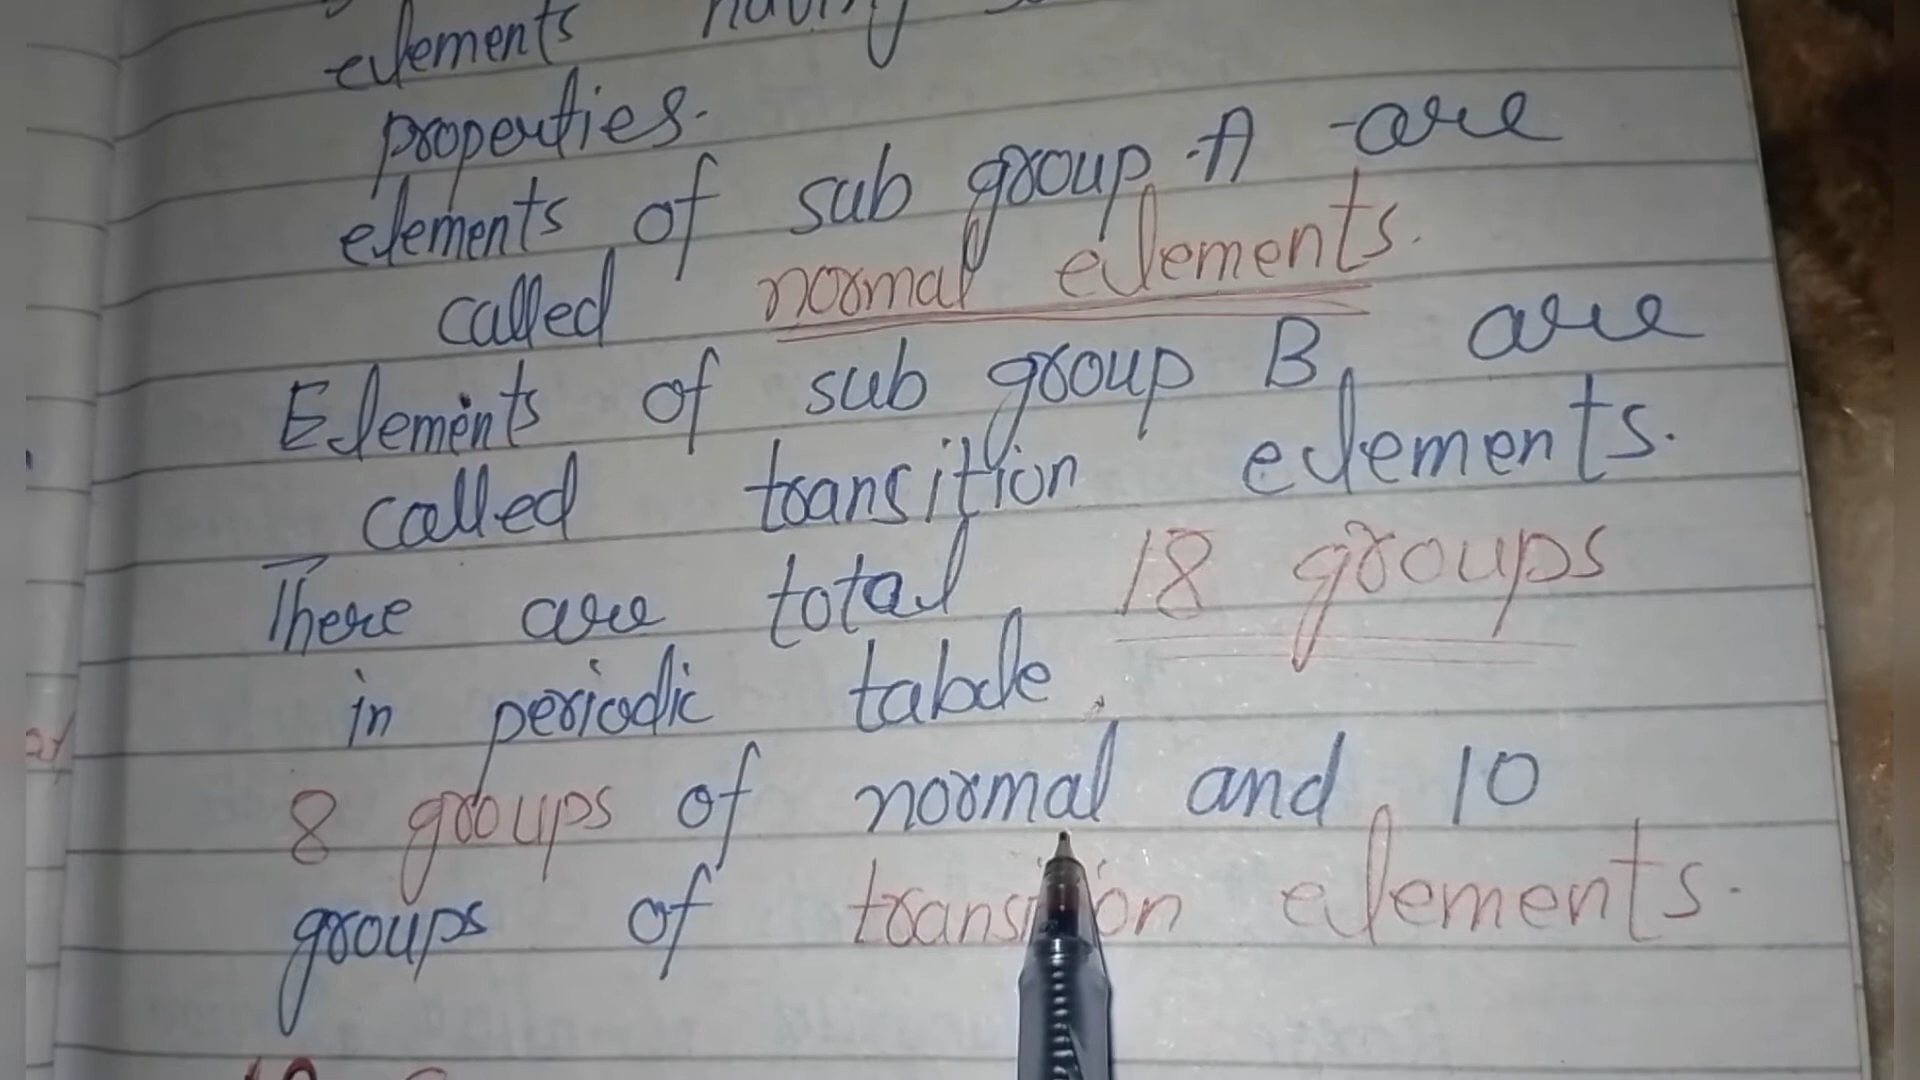 elements having
properties.
elements of sub group A are
called normal elements.
Elements of sub group B are
called transition elements.
There are total 18 groups
in periodic table.
8 groups of normal and 10
groups of transition elements.